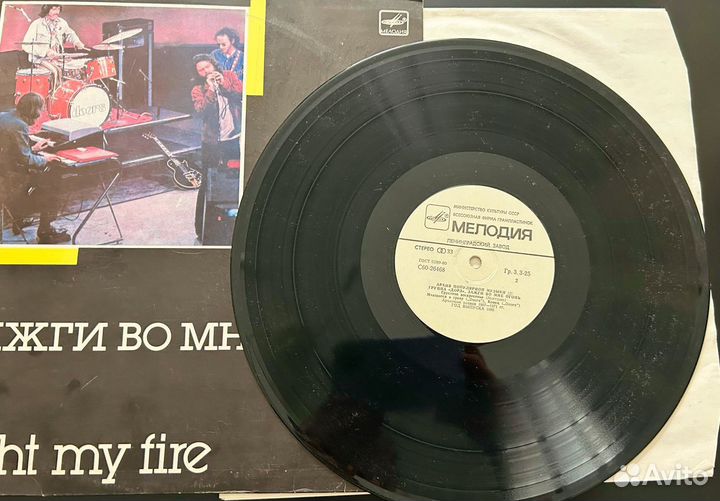 МЕЛОДИЯ
Doors
ЖГИ ВО МН
ht my fire
МИНИСТЕРСТВО КУЛЬТУРЫ СССР
ВСЕСОЮЗНАЯ ФИРМА ГРАМПЛАСТИНОК
МЕЛОДИЯ
ЛЕНИНГРАДСКИЙ ЗАВОД
СТЕРЕО 33
ГОСТ 5289-80
С60-26468
Гр. 3, 3-25
2
АРХИВ ПОПУЛЯРНОЙ МУЗЫКИ
ГРУППА «ДОРЗ». ЗАЖГИ ВО МНЕ ОГОНЬ
Avito